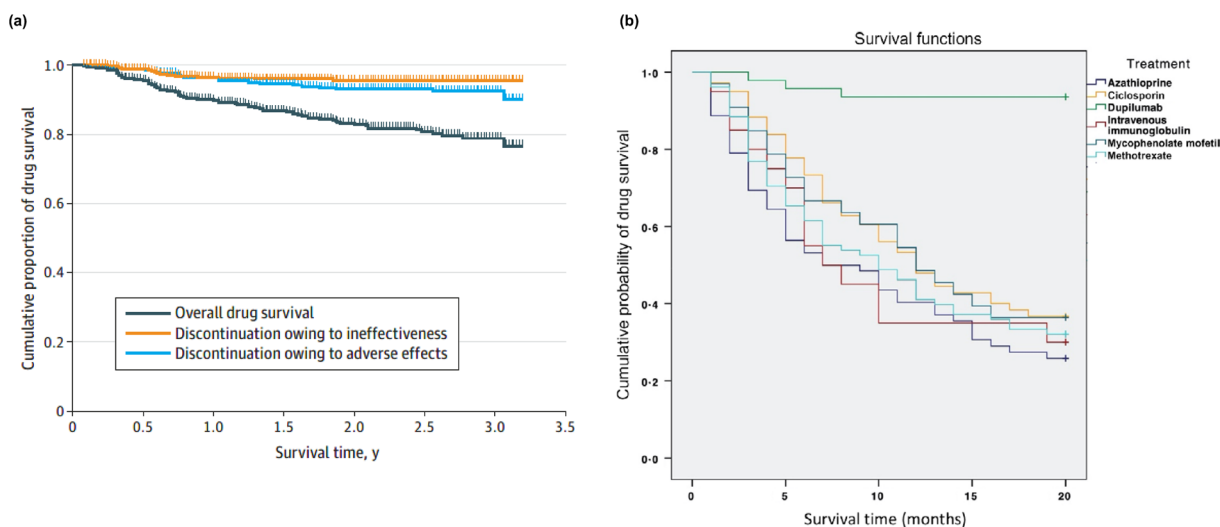 (a)
Cumulative proportion of drug survival
1.0
0.8
0.6
0.4
0.2
0
Overall drug survival
Discontinuation owing to ineffectiveness
Discontinuation owing to adverse effects
0 0.5 1.0 1.5 2.0 2.5 3.0 3.5
Survival time, y
(b)
Survival functions
Cumulative probability of drug survival
1·0
0·8
0·6
0·4
0·2
0·0
0 5 10 15 20
Survival time (months)
Treatment
Azathioprine
Ciclosporin
Dupilumab
Intravenous
immunoglobulin
Mycophenolate mofetil
Methotrexate